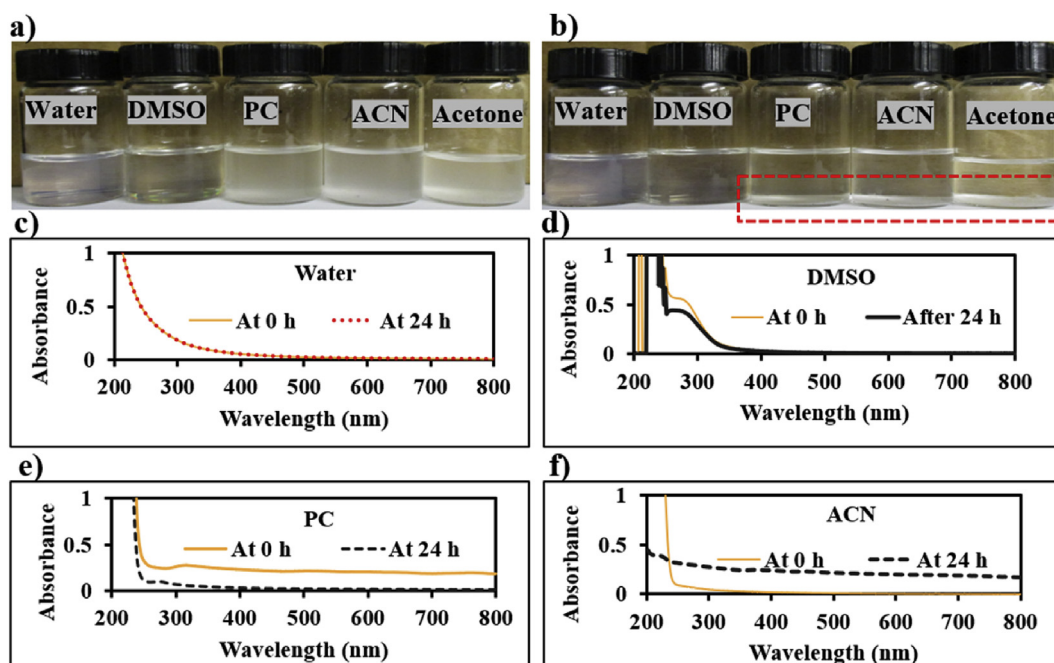 a)
Water DMSO PC ACN Acetone
b)
Water DMSO PC ACN Acetone
c)
Water
At 0 h At 24 h
Absorbance
1
0.5
0
200 300 400 500 600 700 800
Wavelength (nm)
d)
DMSO
At 0 h After 24 h
Absorbance
1
0.5
0
200 300 400 500 600 700 800
Wavelength (nm)
e)
PC
At 0 h At 24 h
Absorbance
1
0.5
0
200 300 400 500 600 700 800
Wavelength (nm)
f)
ACN
At 0 h At 24 h
Absorbance
1
0.5
0
200 300 400 500 600 700 800
Wavelength (nm)